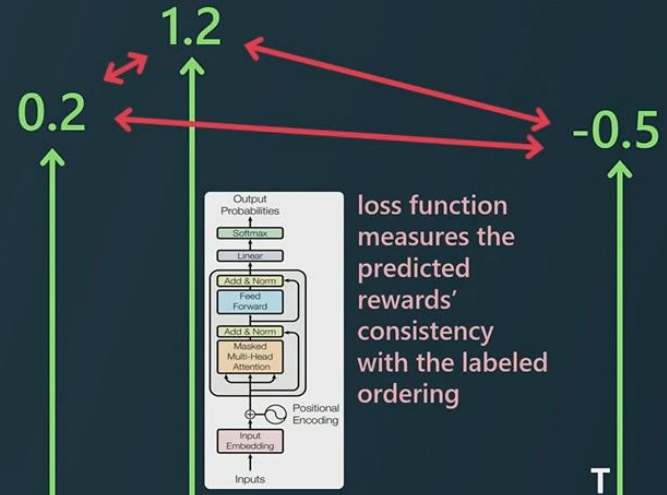 1.2
0.2
-0.5
loss function
measures the
predicted
rewards'
consistency
with the labeled
ordering
Output
Probabilities
Softmax
Linear
Add & Norm
Feed
Forward
Add & Norm
Masked
Multi-Head
Attention
Positional
Encoding
Input
Embedding
Inputs
T